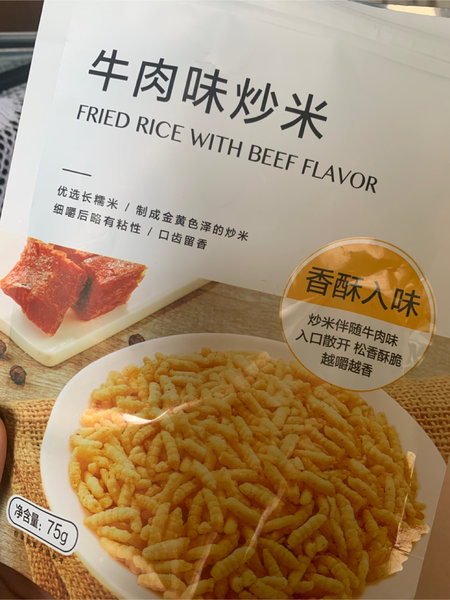 牛肉味炒米
FRIED RICE WITH BEEF FLAVOR
优选长糯米 / 制成金黄色泽的炒米
细嚼后略有粘性 / 口齿留香
香酥入味
炒米伴随牛肉味
入口散开 松香酥脆
越嚼越香
净含量: 75g